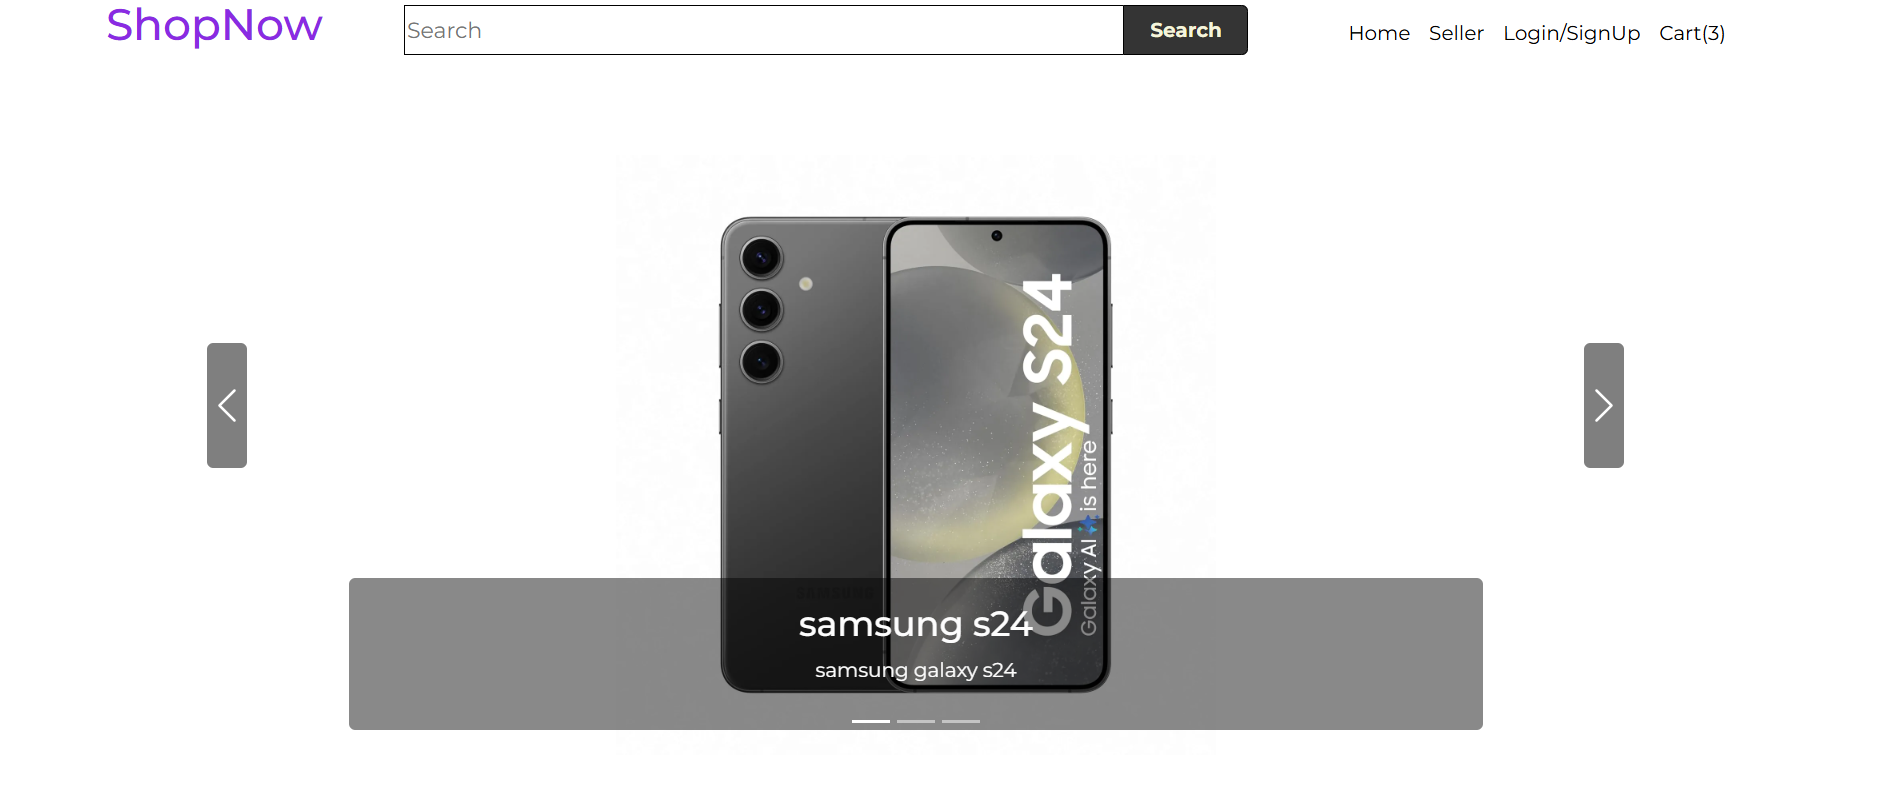 ShopNow
Search
Search
Home Seller Login/SignUp Cart(3)
Galaxy S24
Galaxy AI is here
SAMSUNG
samsung s24
samsung galaxy s24